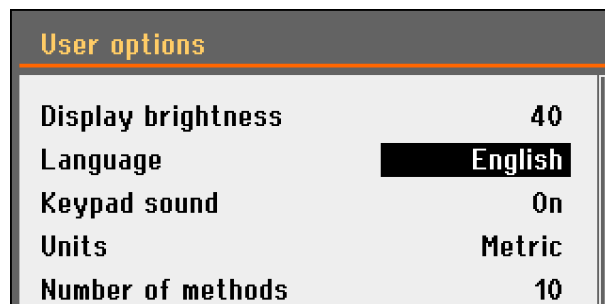 User options
Display brightness 40
Language English
Keypad sound On
Units Metric
Number of methods 10